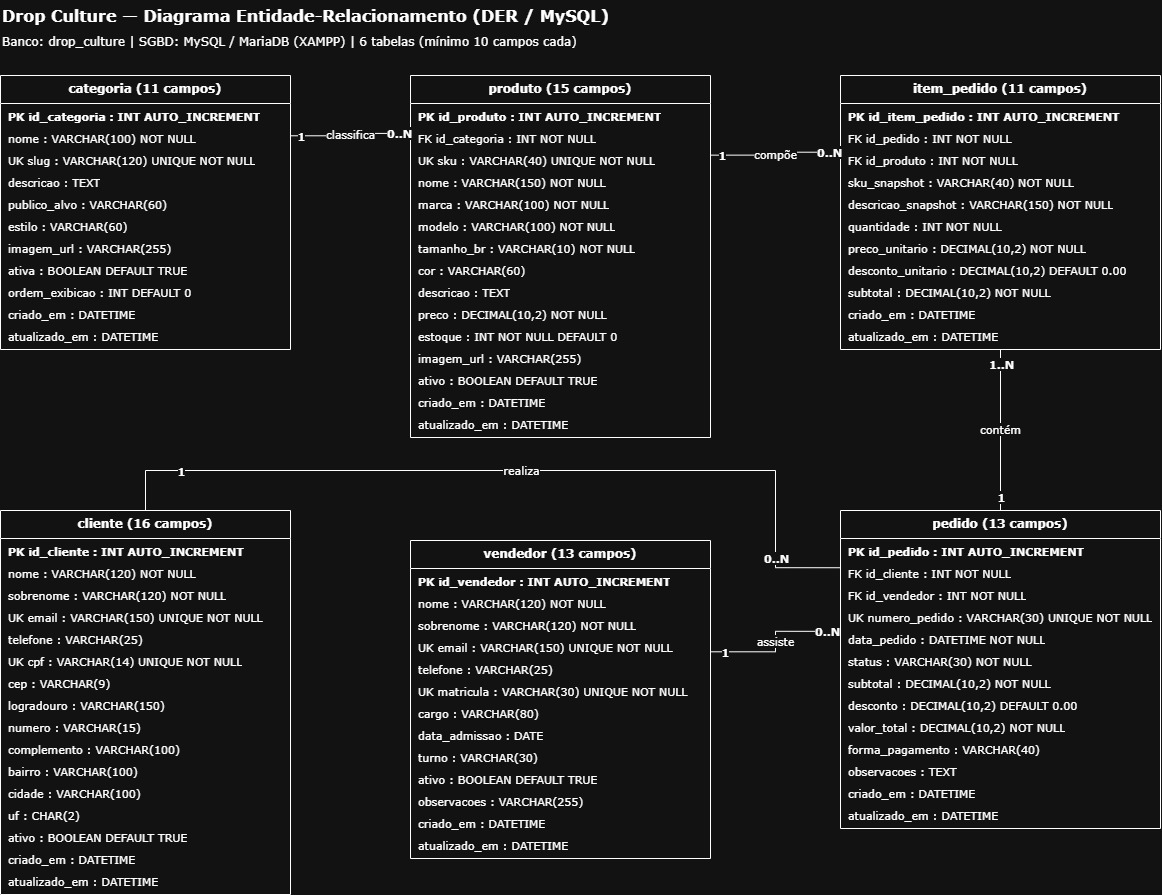 Drop Culture — Diagrama Entidade-Relacionamento (DER / MySQL)
Banco: drop_culture | SGBD: MySQL / MariaDB (XAMPP) | 6 tabelas (mínimo 10 campos cada)
categoria (11 campos)
PK id_categoria : INT AUTO_INCREMENT
nome : VARCHAR(100) NOT NULL
UK slug : VARCHAR(120) UNIQUE NOT NULL
descricao : TEXT
publico_alvo : VARCHAR(60)
estilo : VARCHAR(60)
imagem_url : VARCHAR(255)
ativa : BOOLEAN DEFAULT TRUE
ordem_exibicao : INT DEFAULT 0
criado_em : DATETIME
atualizado_em : DATETIME
1
classifica
0..N
produto (15 campos)
PK id_produto : INT AUTO_INCREMENT
FK id_categoria : INT NOT NULL
UK sku : VARCHAR(40) UNIQUE NOT NULL
nome : VARCHAR(150) NOT NULL
marca : VARCHAR(100) NOT NULL
modelo : VARCHAR(100) NOT NULL
tamanho_br : VARCHAR(10) NOT NULL
cor : VARCHAR(60)
descricao : TEXT
preco : DECIMAL(10,2) NOT NULL
estoque : INT NOT NULL DEFAULT 0
imagem_url : VARCHAR(255)
ativo : BOOLEAN DEFAULT TRUE
criado_em : DATETIME
atualizado_em : DATETIME
1
compõe
0..N
item_pedido (11 campos)
PK id_item_pedido : INT AUTO_INCREMENT
FK id_pedido : INT NOT NULL
FK id_produto : INT NOT NULL
sku_snapshot : VARCHAR(40) NOT NULL
descricao_snapshot : VARCHAR(150) NOT NULL
quantidade : INT NOT NULL
preco_unitario : DECIMAL(10,2) NOT NULL
desconto_unitario : DECIMAL(10,2) DEFAULT 0.00
subtotal : DECIMAL(10,2) NOT NULL
criado_em : DATETIME
atualizado_em : DATETIME
1..N
contém
1
1
realiza
0..N
cliente (16 campos)
PK id_cliente : INT AUTO_INCREMENT
nome : VARCHAR(120) NOT NULL
sobrenome : VARCHAR(120) NOT NULL
UK email : VARCHAR(150) UNIQUE NOT NULL
telefone : VARCHAR(25)
UK cpf : VARCHAR(14) UNIQUE NOT NULL
cep : VARCHAR(9)
logradouro : VARCHAR(150)
numero : VARCHAR(15)
complemento : VARCHAR(100)
bairro : VARCHAR(100)
cidade : VARCHAR(100)
uf : CHAR(2)
ativo : BOOLEAN DEFAULT TRUE
criado_em : DATETIME
atualizado_em : DATETIME
vendedor (13 campos)
PK id_vendedor : INT AUTO_INCREMENT
nome : VARCHAR(120) NOT NULL
sobrenome : VARCHAR(120) NOT NULL
UK email : VARCHAR(150) UNIQUE NOT NULL
telefone : VARCHAR(25)
UK matricula : VARCHAR(30) UNIQUE NOT NULL
cargo : VARCHAR(80)
data_admissao : DATE
turno : VARCHAR(30)
ativo : BOOLEAN DEFAULT TRUE
observacoes : VARCHAR(255)
criado_em : DATETIME
atualizado_em : DATETIME
1
assiste
0..N
pedido (13 campos)
PK id_pedido : INT AUTO_INCREMENT
FK id_cliente : INT NOT NULL
FK id_vendedor : INT NOT NULL
UK numero_pedido : VARCHAR(30) UNIQUE NOT NULL
data_pedido : DATETIME NOT NULL
status : VARCHAR(30) NOT NULL
subtotal : DECIMAL(10,2) NOT NULL
desconto : DECIMAL(10,2) DEFAULT 0.00
valor_total : DECIMAL(10,2) NOT NULL
forma_pagamento : VARCHAR(40)
observacoes : TEXT
criado_em : DATETIME
atualizado_em : DATETIME